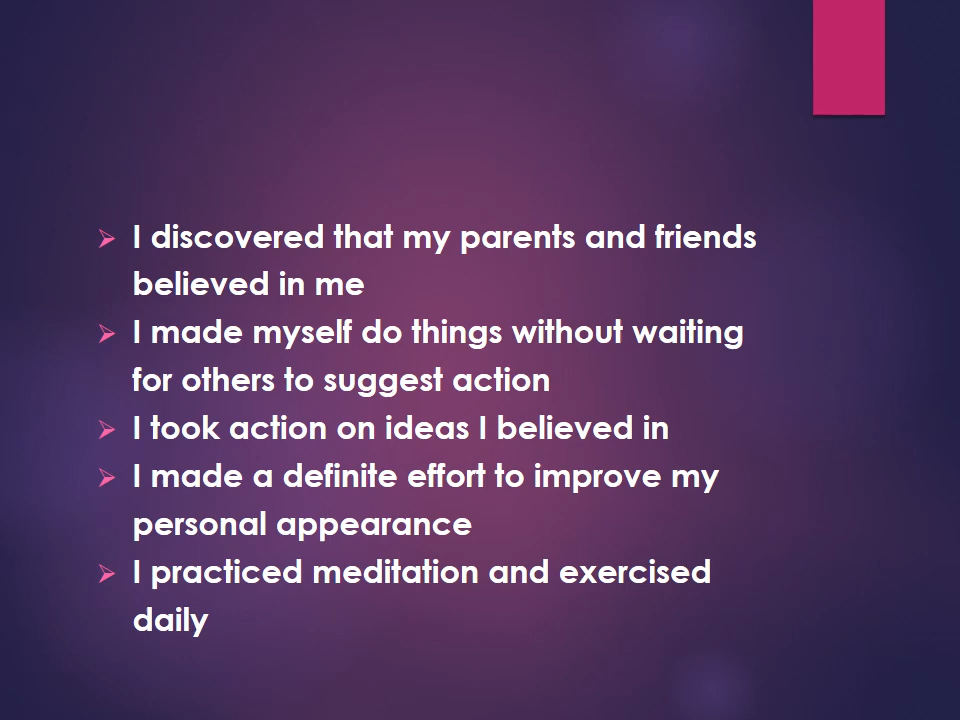 ➢ I discovered that my parents and friends
believed in me
➢ I made myself do things without waiting
for others to suggest action
➢ I took action on ideas I believed in
➢ I made a definite effort to improve my
personal appearance
➢ I practiced meditation and exercised
daily